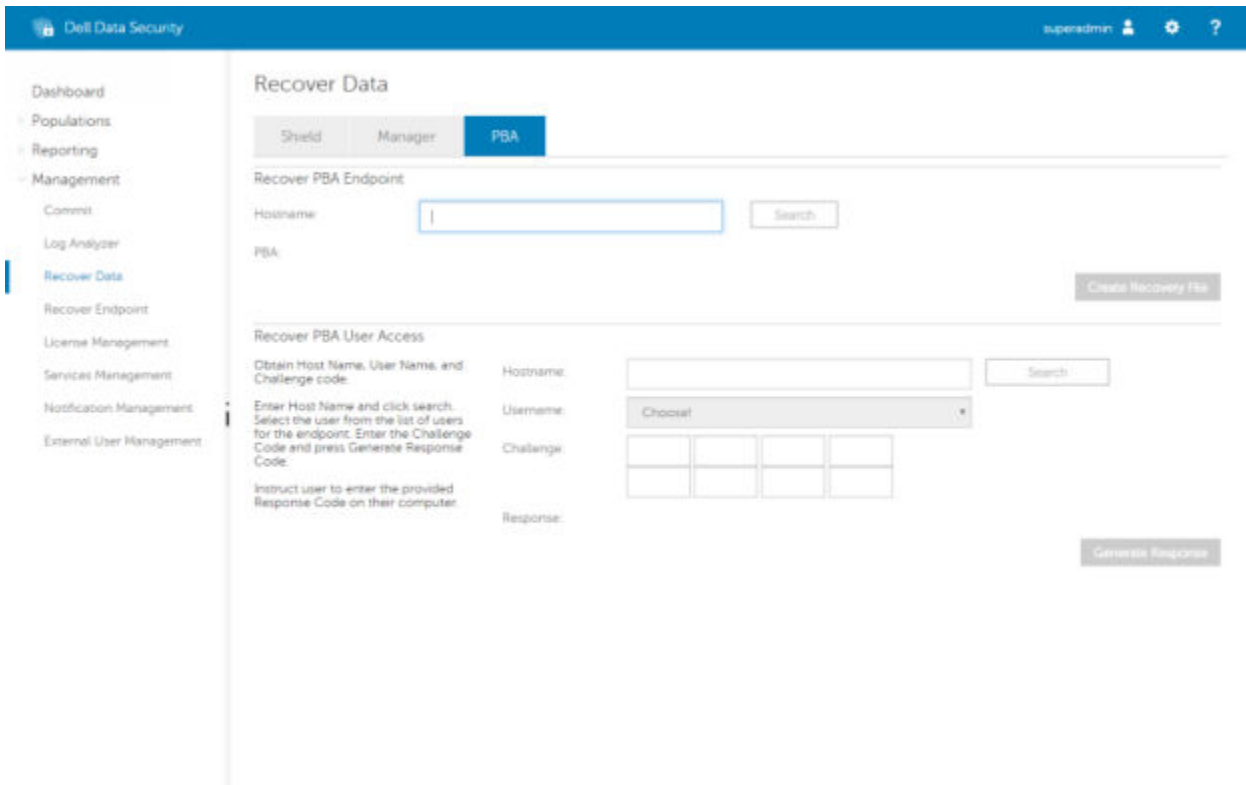 Dell Data Security
superadmin
?
Dashboard
Populations
Reporting
Management
Commit
Log Analyzer
Recover Data
Recover Endpoint
License Management
Services Management
Notification Management
External User Management
Recover Data
Shield
Manager
PBA
Recover PBA Endpoint
Hostname:
Search
PBA:
Create Recovery File
Recover PBA User Access
Obtain Host Name, User Name, and
Challenge code.
Enter Host Name and click search.
Select the user from the list of users
for the endpoint. Enter the Challenge
Code and press Generate Response
Code.
Instruct user to enter the provided
Response Code on their computer.
Hostname:
Search
Username:
Choose!
Challenge:
Response:
Generate Response